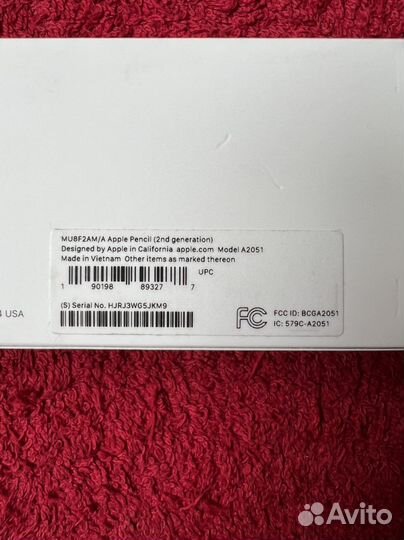 MU8F2AM/A Apple Pencil (2nd generation)
Designed by Apple in California apple.com Model A2051
Made in Vietnam Other items as marked thereon
UPC
1 90198 89327 7
(S) Serial No. HJRJ3WG5JKM9
4 USA
FC
FCC ID: BCGA2051
IC: 579C-A2051
Avito